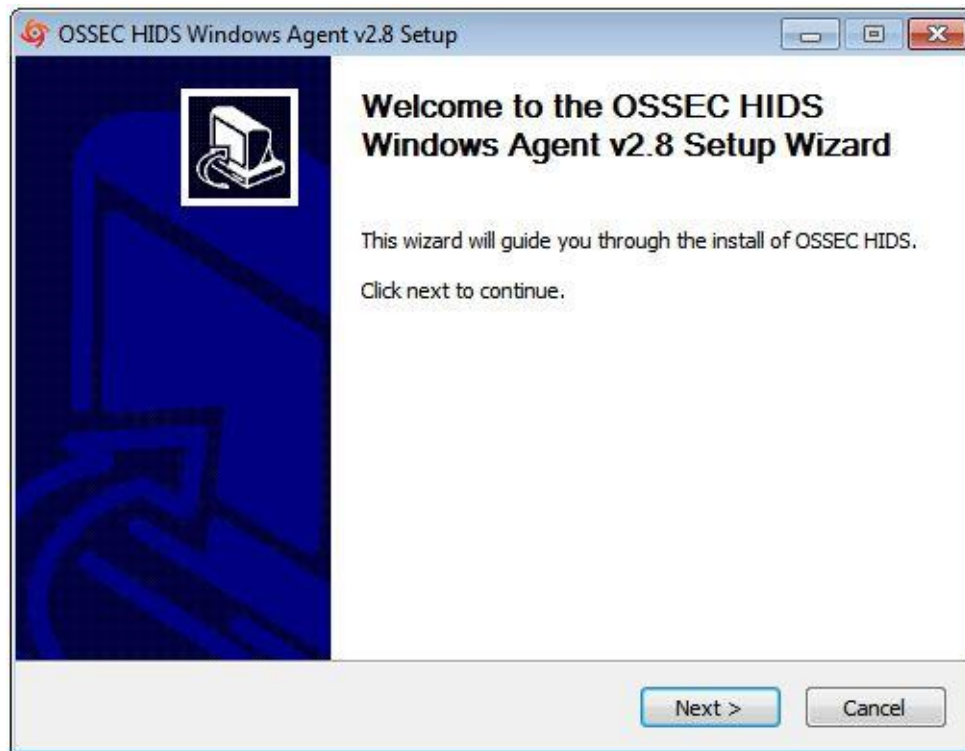 OSSEC HIDS Windows Agent v2.8 Setup
Welcome to the OSSEC HIDS
Windows Agent v2.8 Setup Wizard
This wizard will guide you through the install of OSSEC HIDS.
Click next to continue.
Next >
Cancel